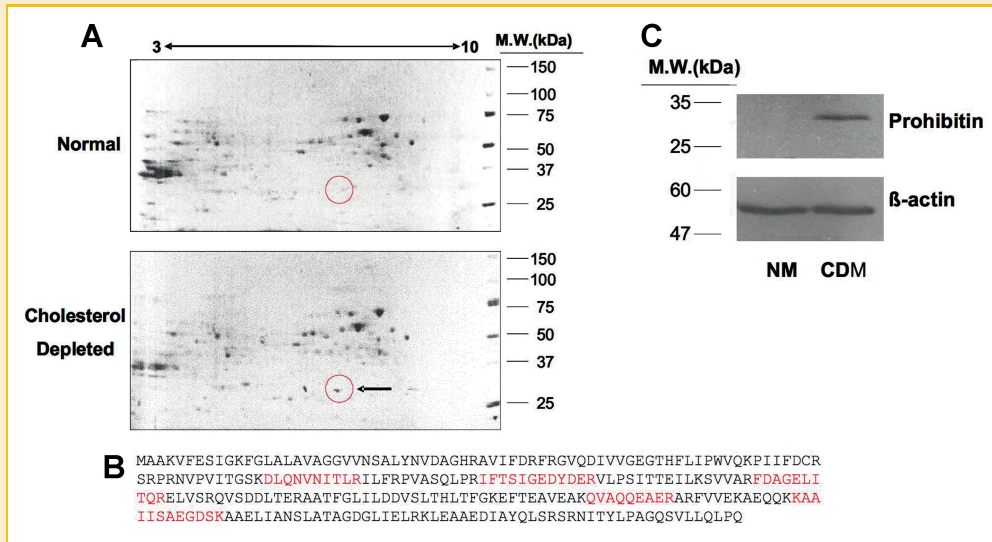 A
3
10
M.W.(kDa)
150
100
75
50
37
25
Normal
150
100
75
50
37
25
Cholesterol
Depleted
B
MAAKVFESIGKFGLALAVAGGVVNSALYNVDAGHRAVIFDRFRGVQDIVVGEGTHFLIPWVQKPIIFDCR
SRPRNVPVITGSKDLQNVNITLRILFRPVASQLPRIFTSIGEDYDERVLPSITTEILKSVVARFDAGELI
TQRELVSRQVSDDLTERAATFGLILDDVSLTHLTFGKEFTEAVEAKQVAQQEAERARFVVEKAEQQKKAA
IISAEGDSKAAELIANSLATAGDGLIELRKLEAAEDIAYQLSRSRNITYLPAGQSVLLQLPQ
C
M.W.(kDa)
35
25
Prohibitin
60
47
ß-actin
NM CDM